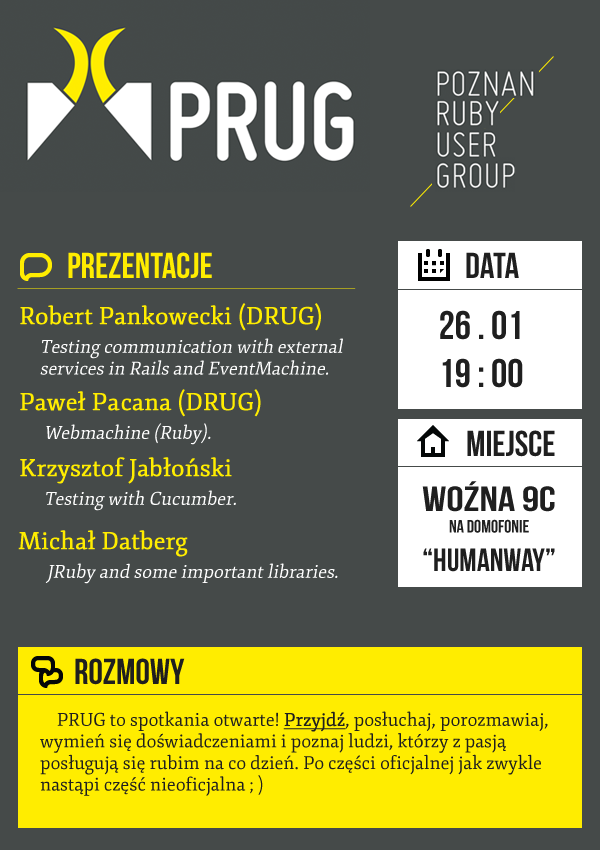 PRUG
POZNAN
RUBY
USER
GROUP
PREZENTACJE
Robert Pankowecki (DRUG)
Testing communication with external
services in Rails and EventMachine.
Paweł Pacana (DRUG)
Webmachine (Ruby).
Krzysztof Jabłoński
Testing with Cucumber.
Michał Datberg
JRuby and some important libraries.
DATA
26.01
19:00
MIEJSCE
WOŹNA 9C
NA DOMOFONIE
“HUMANWAY”
ROZMOWY
PRUG to spotkania otwarte! Przyjdź, posłuchaj, porozmawiaj,
wymień się doświadczeniami i poznaj ludzi, którzy z pasją
posługują się rubim na co dzień. Po części oficjalnej jak zwykle
nastąpi część nieoficjalna ; )